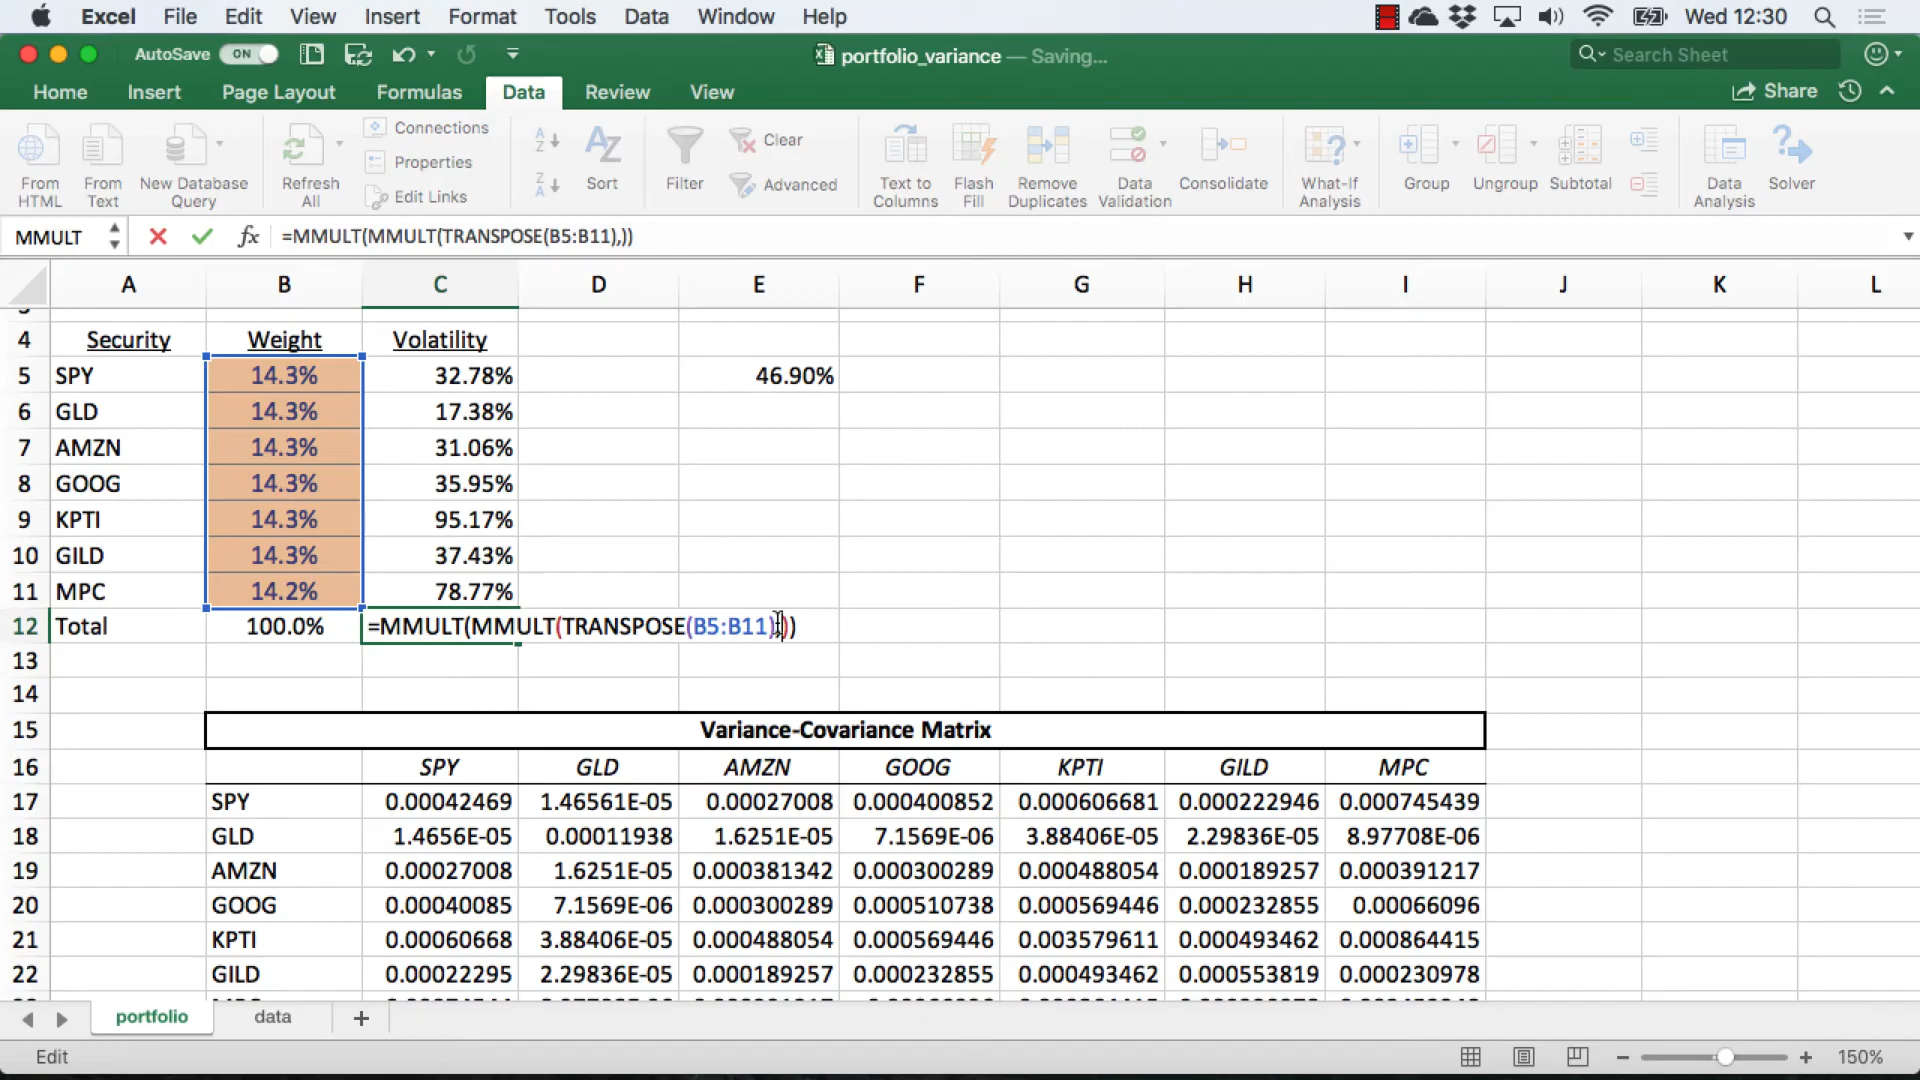 Excel File Edit View Insert Format Tools Data Window Help Wed 12:30
AutoSave ON portfolio_variance — Saving... Search Sheet
Home Insert Page Layout Formulas Data Review View Share
From HTML
From Text
New Database Query
Refresh All
Connections
Properties
Edit Links
Sort
Filter
Clear
Advanced
Text to Columns
Flash Fill
Remove Duplicates
Data Validation
Consolidate
What-If Analysis
Group
Ungroup
Subtotal
Data Analysis
Solver
MMULT fx =MMULT(MMULT(TRANSPOSE(B5:B11),))
A B C D E F G H I J K L
4 Security Weight Volatility
5 SPY 14.3% 32.78% 46.90%
6 GLD 14.3% 17.38%
7 AMZN 14.3% 31.06%
8 GOOG 14.3% 35.95%
9 KPTI 14.3% 95.17%
10 GILD 14.3% 37.43%
11 MPC 14.2% 78.77%
12 Total 100.0% =MMULT(MMULT(TRANSPOSE(B5:B11),))
13
14
15 Variance-Covariance Matrix
16 SPY GLD AMZN GOOG KPTI GILD MPC
17 SPY 0.00042469 1.46561E-05 0.00027008 0.000400852 0.000606681 0.000222946 0.000745439
18 GLD 1.4656E-05 0.00011938 1.6251E-05 7.1569E-06 3.88406E-05 2.29836E-05 8.97708E-06
19 AMZN 0.00027008 1.6251E-05 0.000381342 0.000300289 0.000488054 0.000189257 0.000391217
20 GOOG 0.00040085 7.1569E-06 0.000300289 0.000510738 0.000569446 0.000232855 0.00066096
21 KPTI 0.00060668 3.88406E-05 0.000488054 0.000569446 0.003579611 0.000493462 0.000864415
22 GILD 0.00022295 2.29836E-05 0.000189257 0.000232855 0.000493462 0.000553819 0.000230978
portfolio data
Edit 150%